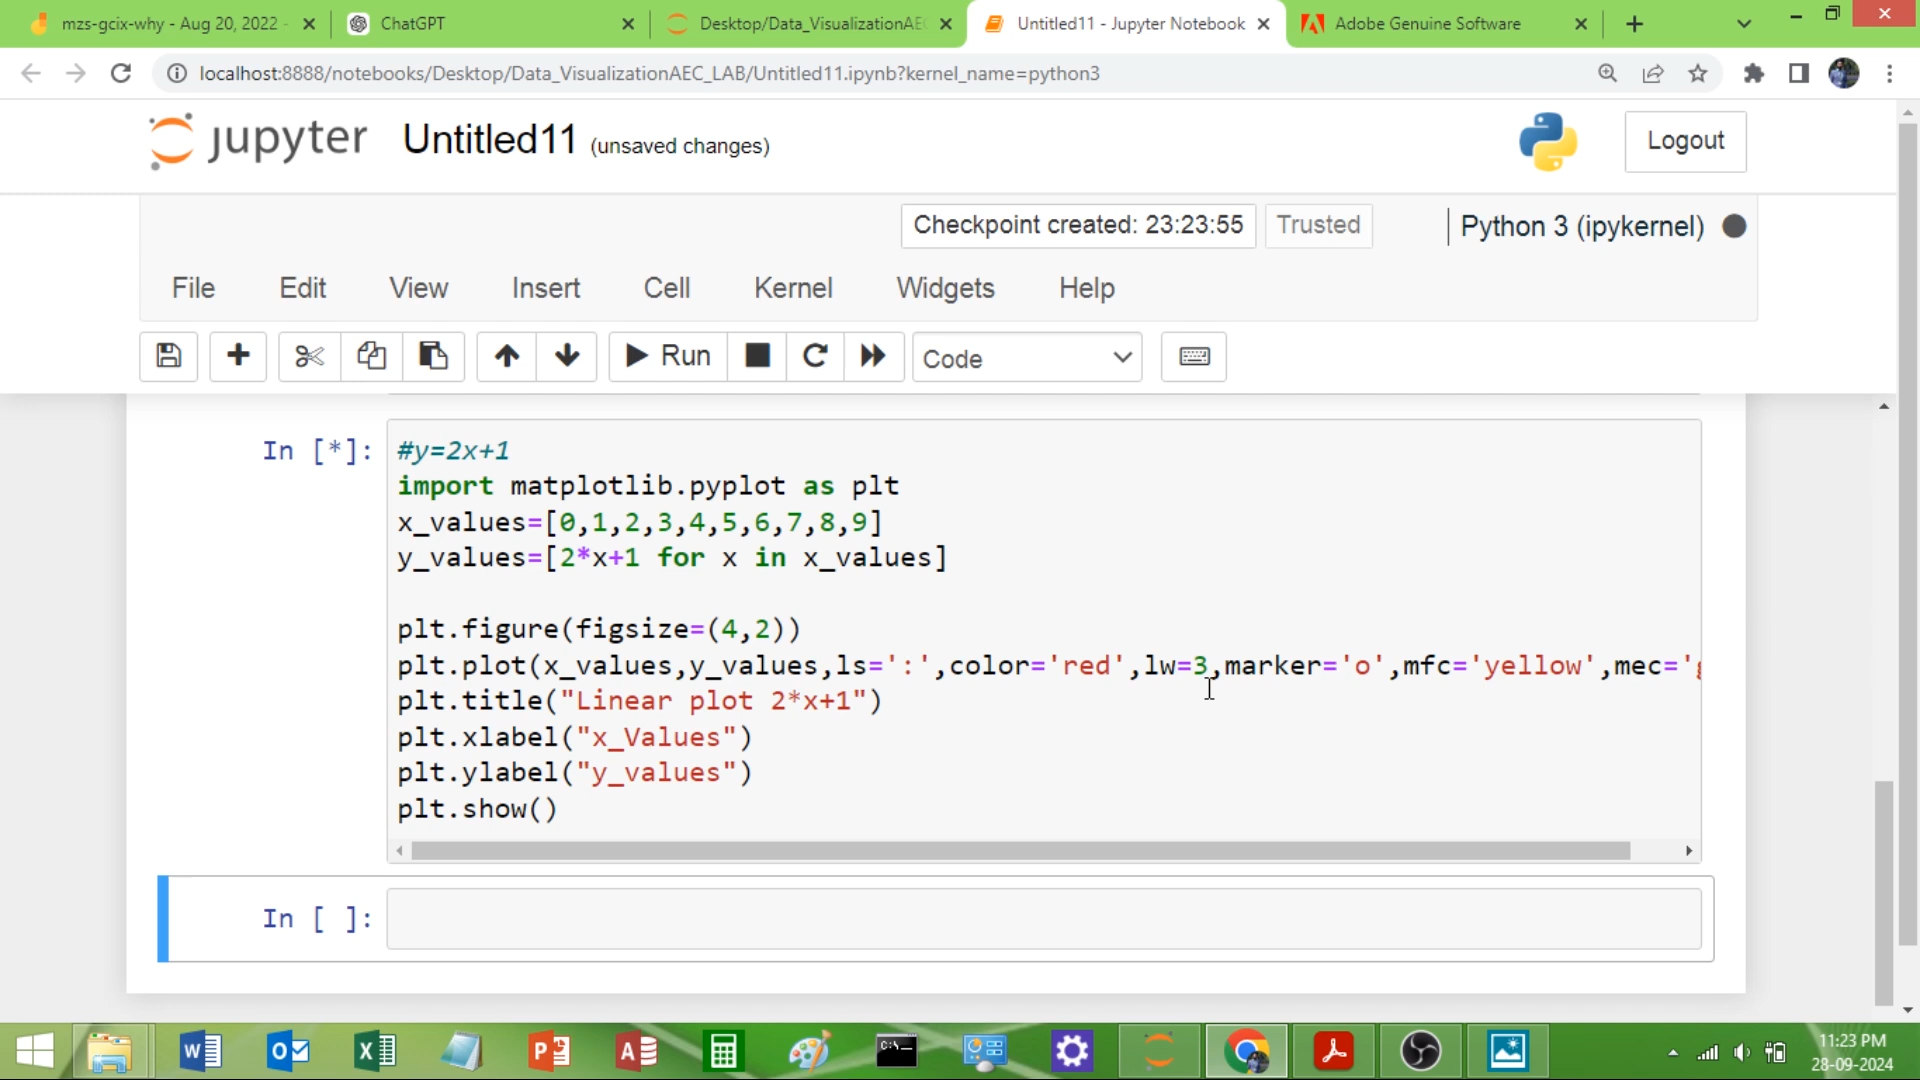 mzs-gcix-why - Aug 20, 2022 -
ChatGPT
Desktop/Data_VisualizationAEC
Untitled11 - Jupyter Notebook
Adobe Genuine Software
localhost:8888/notebooks/Desktop/Data_VisualizationAEC_LAB/Untitled11.ipynb?kernel_name=python3
jupyter Untitled11 (unsaved changes)
Logout
Checkpoint created: 23:23:55
Trusted
Python 3 (ipykernel)
File Edit View Insert Cell Kernel Widgets Help
Run
Code
In [*]:
#y=2x+1
import matplotlib.pyplot as plt
x_values=[0,1,2,3,4,5,6,7,8,9]
y_values=[2*x+1 for x in x_values]
plt.figure(figsize=(4,2))
plt.plot(x_values,y_values,ls=':',color='red',lw=3,marker='o',mfc='yellow',mec='g
plt.title("Linear plot 2*x+1")
plt.xlabel("x_Values")
plt.ylabel("y_values")
plt.show()
In [ ]:
11:23 PM
28-09-2024